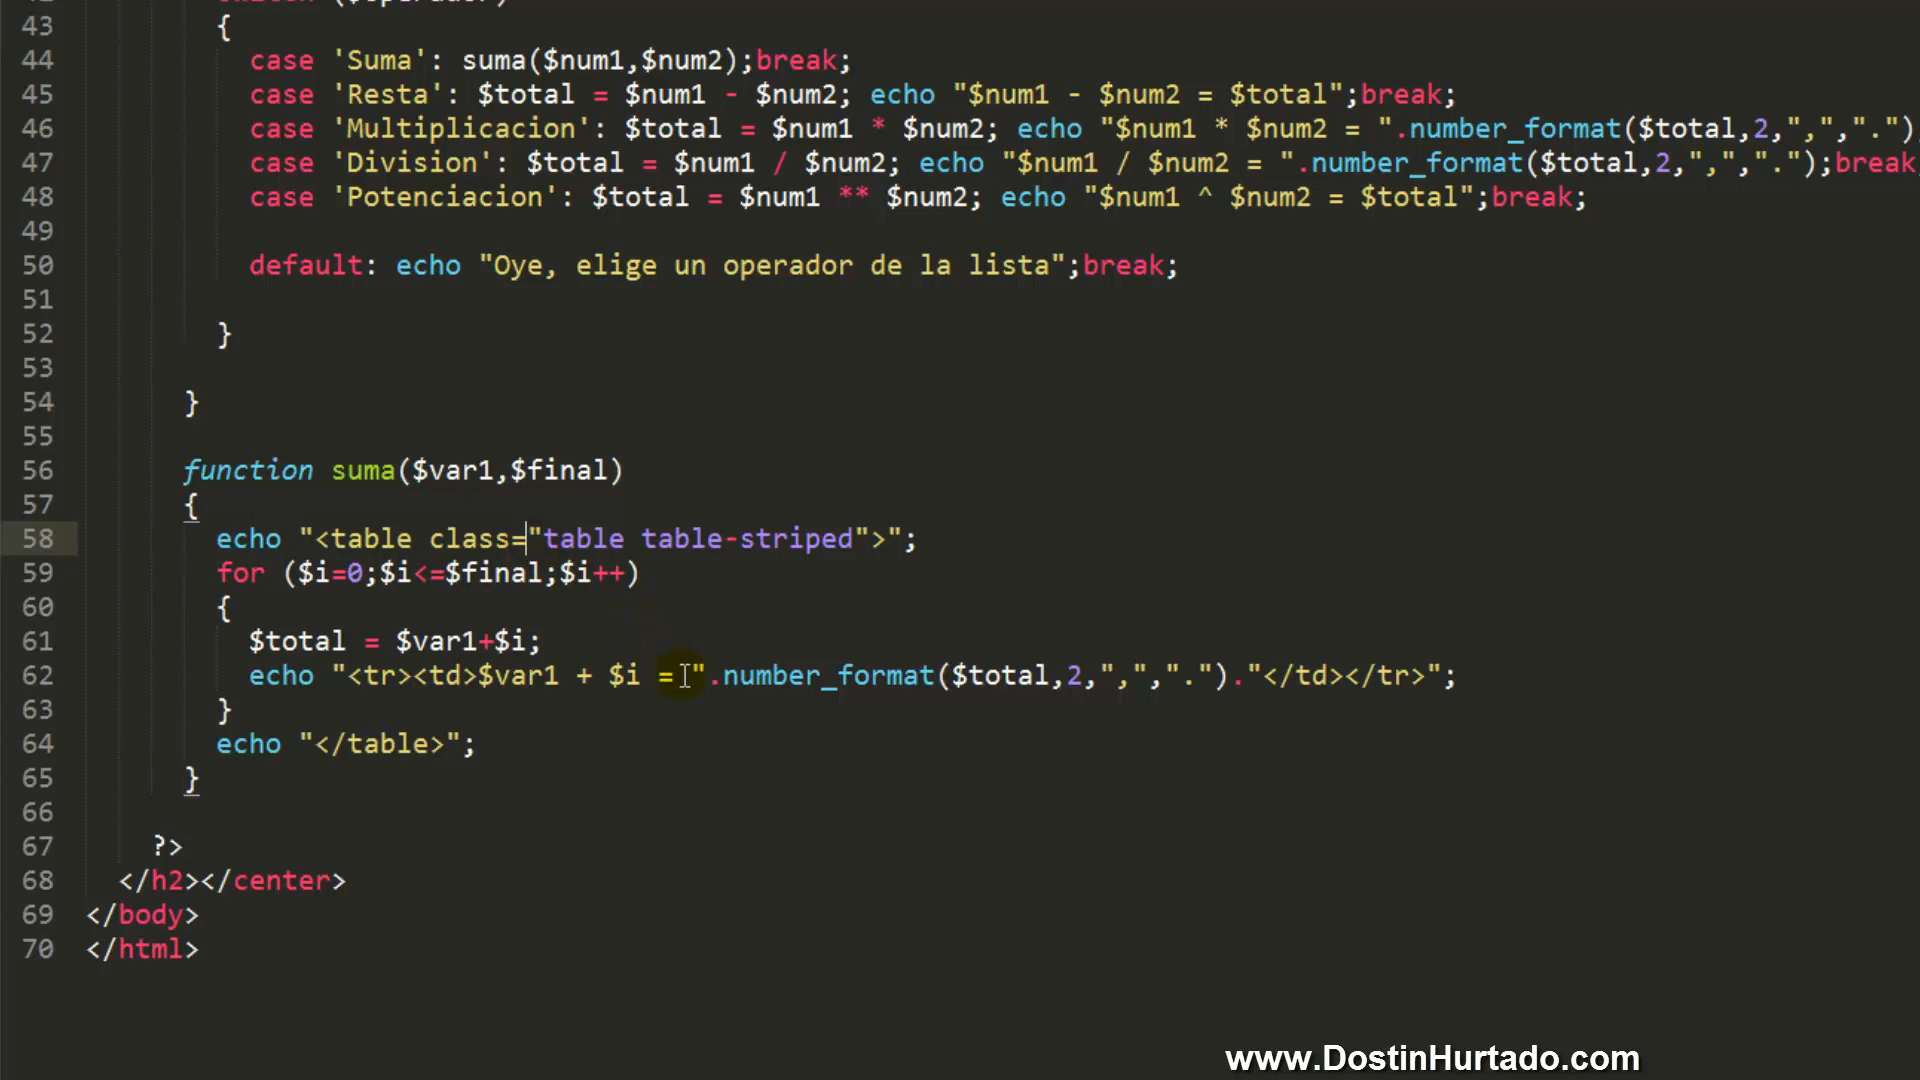 42 switch ($operador)
43 {
44 case 'Suma': suma($num1,$num2);break;
45 case 'Resta': $total = $num1 - $num2; echo "$num1 - $num2 = $total";break;
46 case 'Multiplicacion': $total = $num1 * $num2; echo "$num1 * $num2 = ".number_format($total,2,",",".")
47 case 'Division': $total = $num1 / $num2; echo "$num1 / $num2 = ".number_format($total,2,",",".");break
48 case 'Potenciacion': $total = $num1 ** $num2; echo "$num1 ^ $num2 = $total";break;
49
50 default: echo "Oye, elige un operador de la lista";break;
51
52 }
53
54 }
55
56 function suma($var1,$final)
57 {
58 echo "<table class="table table-striped">";
59 for ($i=0;$i<=$final;$i++)
60 {
61 $total = $var1+$i;
62 echo "<tr><td>$var1 + $i = ".number_format($total,2,",",".")."</td></tr>";
63 }
64 echo "</table>";
65 }
66
67 ?>
68 </h2></center>
69 </body>
70 </html>
www.DostinHurtado.com